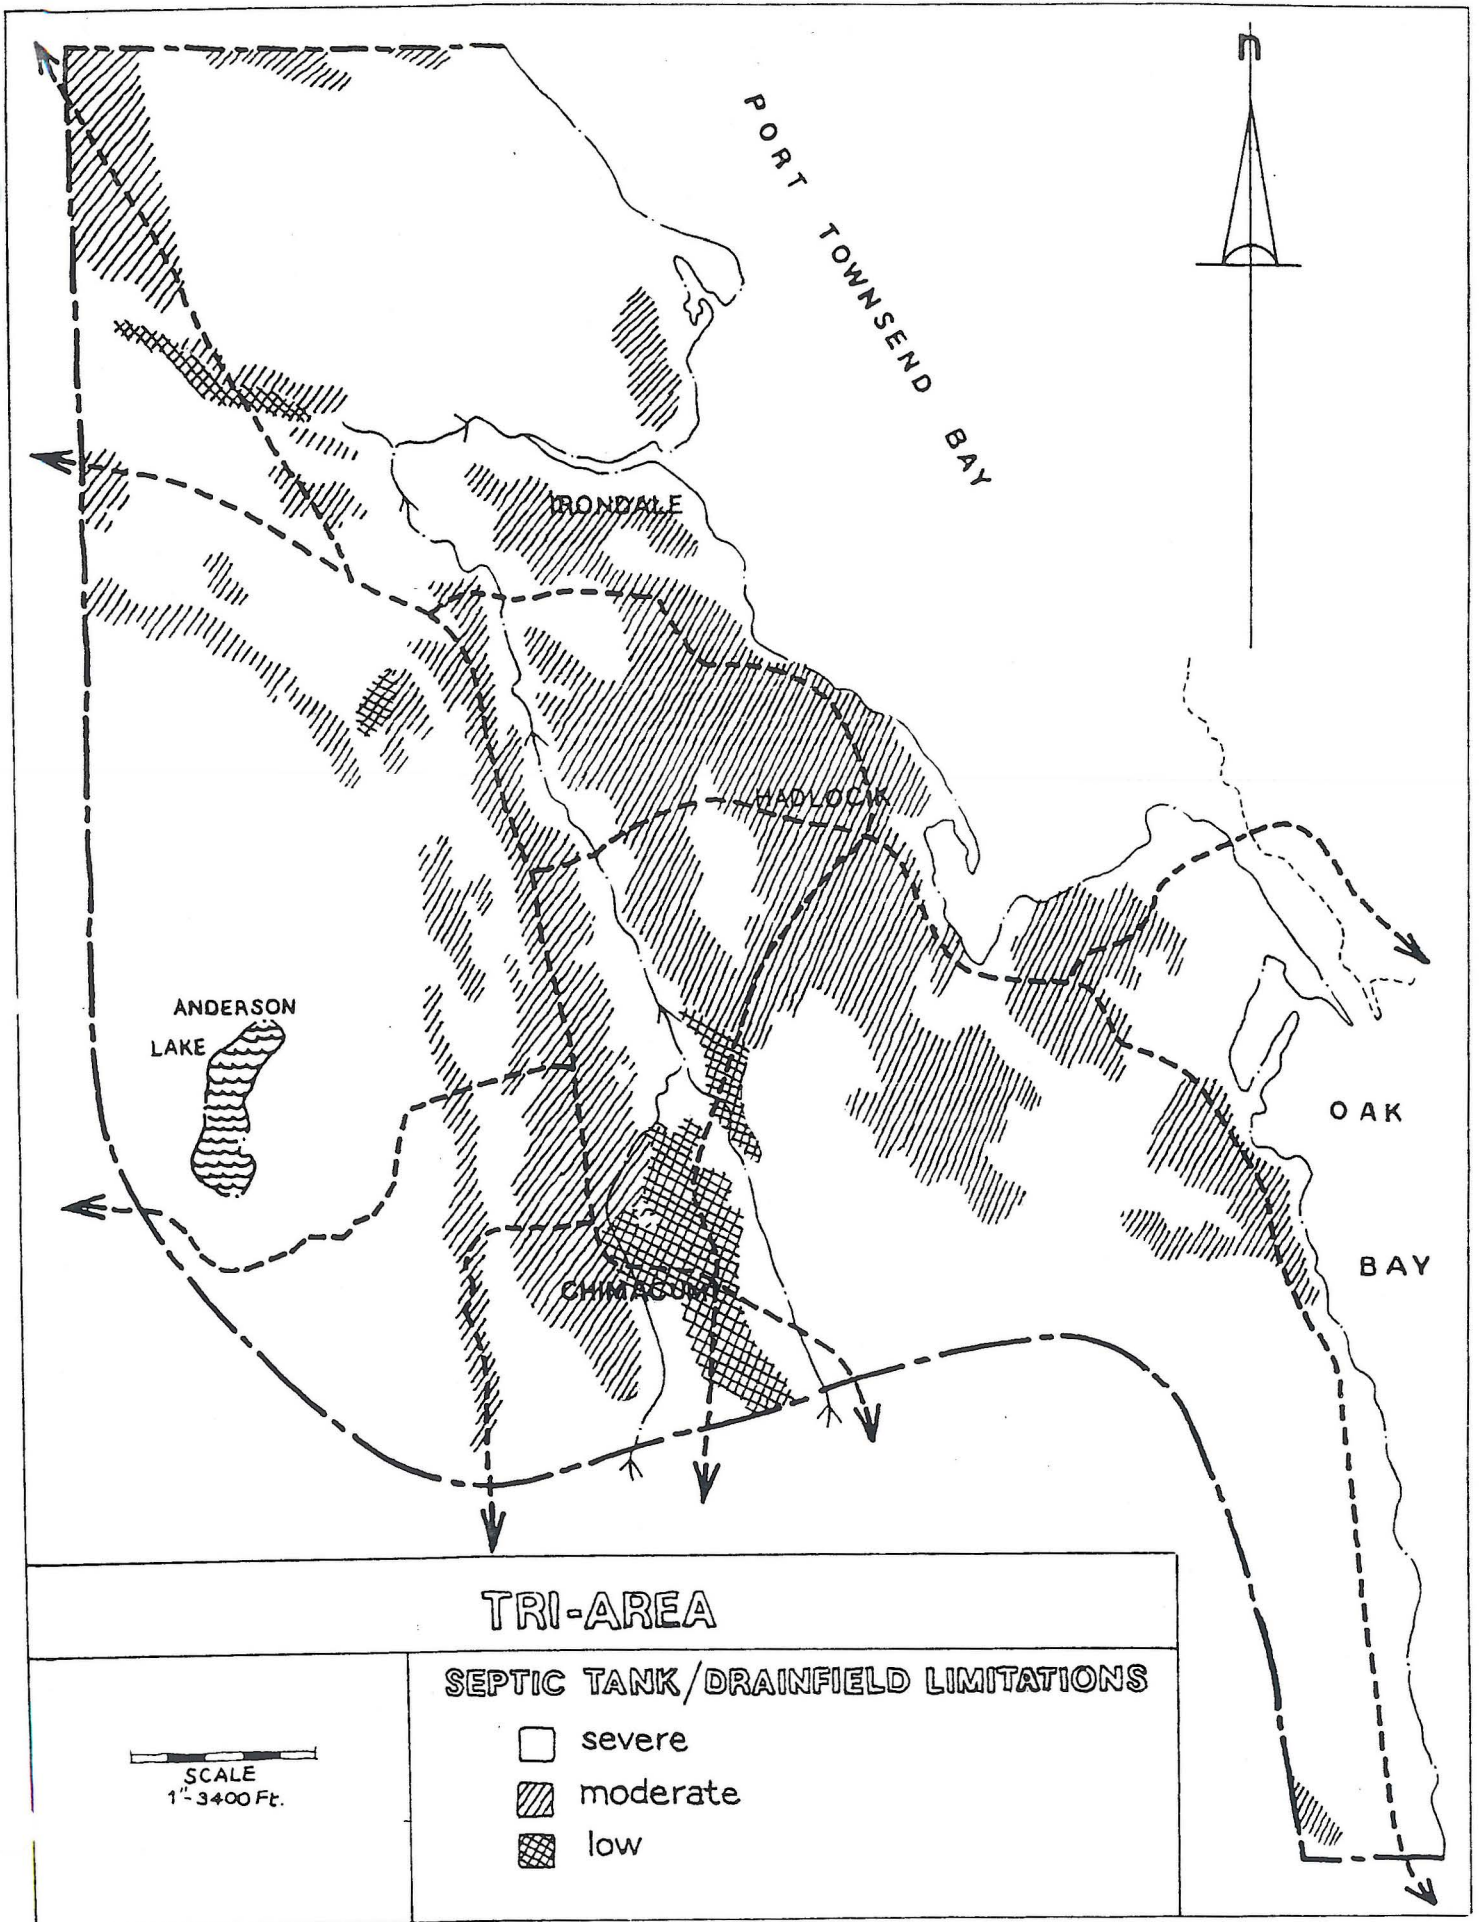 n
PORT TOWNSEND BAY
IRONDALE
HADLOCK
ANDERSON
LAKE
OAK
BAY
CHIMACUM
TRI-AREA
SEPTIC TANK/DRAINFIELD LIMITATIONS
severe
moderate
low
SCALE
1"-3400 Ft.